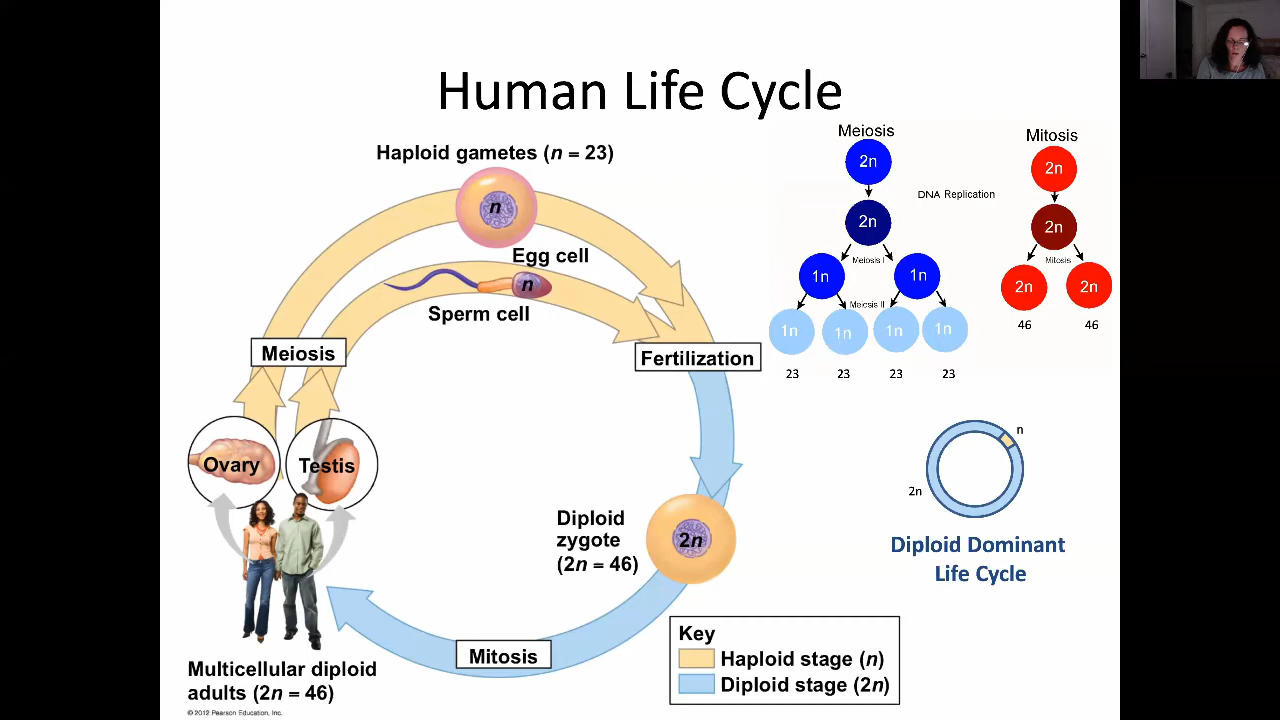 Human Life Cycle
Haploid gametes (n = 23)
n
Egg cell
n
Sperm cell
Meiosis
Fertilization
Ovary
Testis
Diploid
zygote
(2n = 46)
2n
Mitosis
Multicellular diploid
adults (2n = 46)
© 2012 Pearson Education, Inc.
Key
Haploid stage (n)
Diploid stage (2n)
Meiosis
2n
DNA Replication
2n
Meiosis I
1n 1n
Meiosis II
1n 1n 1n 1n
23 23 23 23
Mitosis
2n
2n
Mitosis
2n 2n
46 46
n
2n
Diploid Dominant
Life Cycle